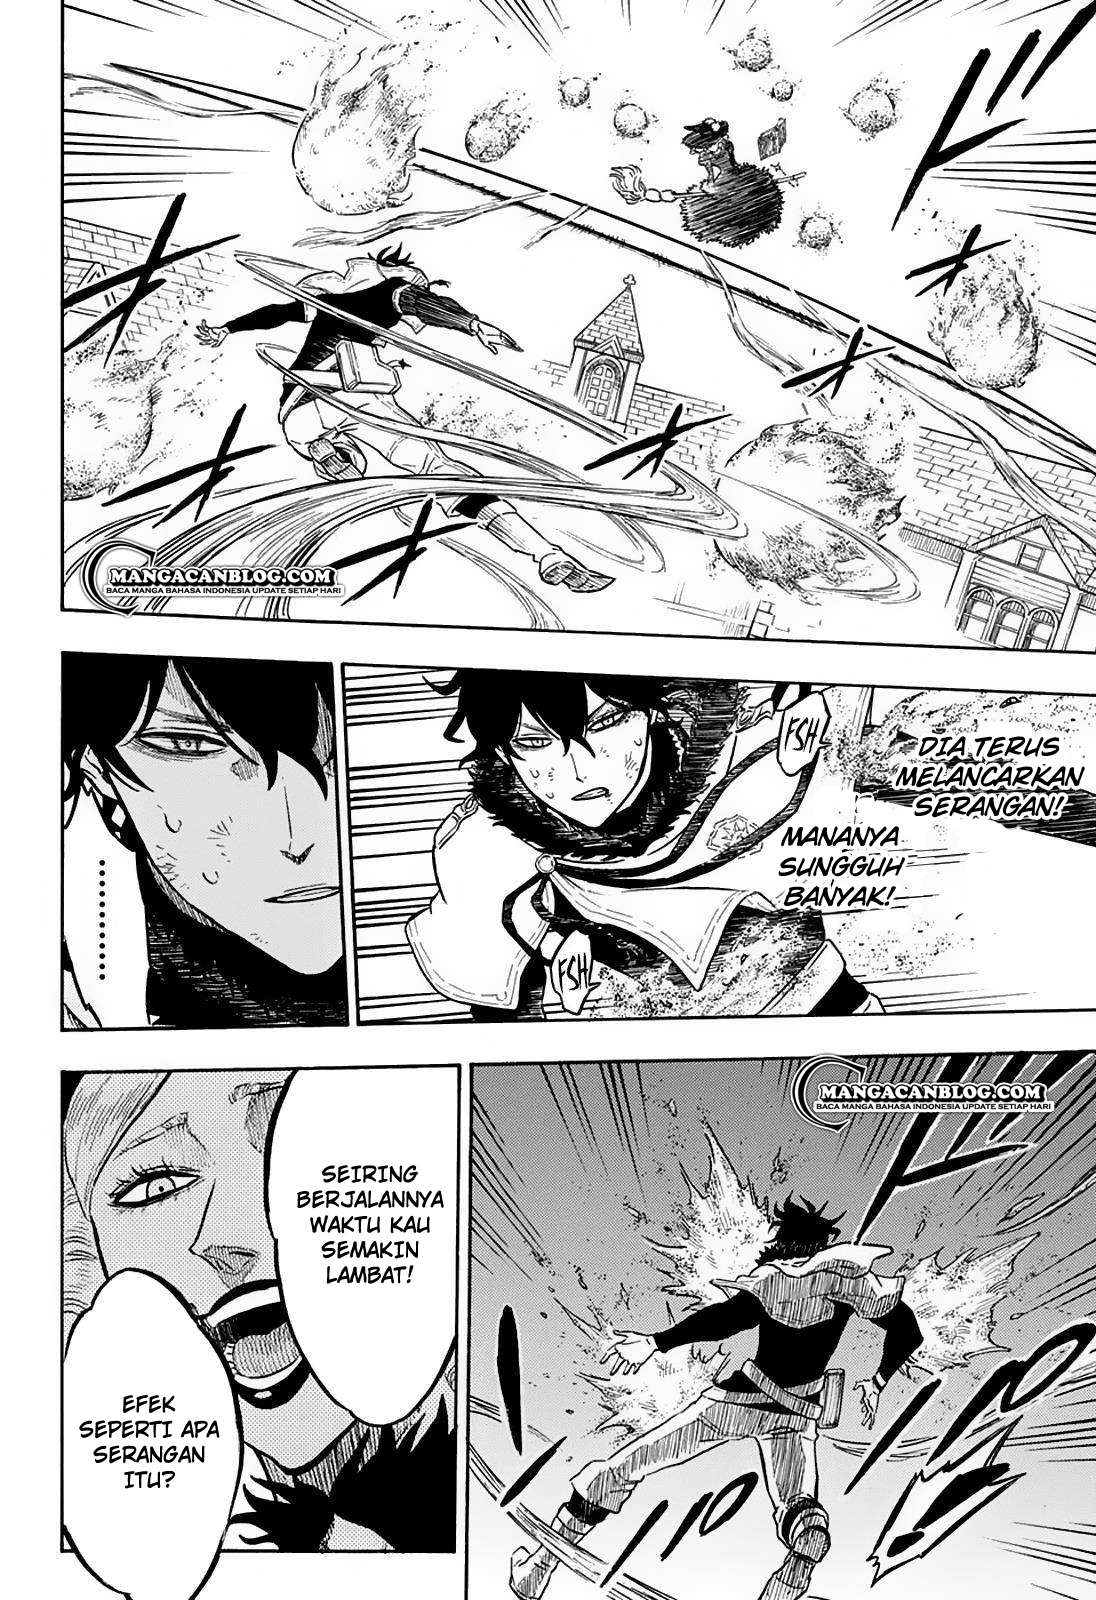 MANGACANBLOG.COM
BACA MANGA BAHASA INDONESIA UPDATE SETIAP HARI
DIA TERUS
MELANCARKAN
SERANGAN!
MANANYA
SUNGGUH
BANYAK!
FSH
FSH
.........
MANGACANBLOG.COM
BACA MANGA BAHASA INDONESIA UPDATE SETIAP HARI
SEIRING
BERJALANNYA
WAKTU KAU
SEMAKIN
LAMBAT!
EFEK
SEPERTI APA
SERANGAN
ITU?